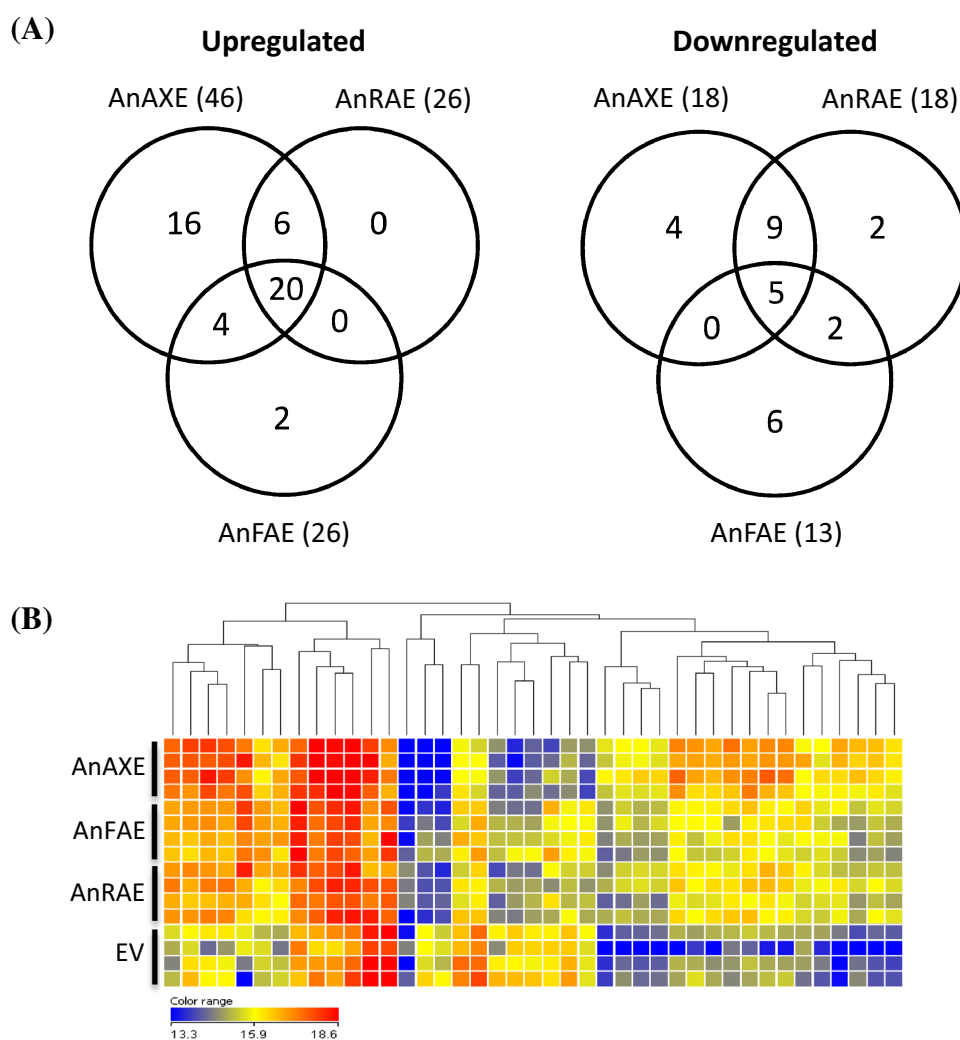 (A)
Upregulated
Downregulated
AnAXE (46)
AnRAE (26)
AnAXE (18)
AnRAE (18)
16
6
0
20
4
0
2
AnFAE (26)
4
9
2
5
0
2
6
AnFAE (13)
(B)
AnAXE
AnFAE
AnRAE
EV
Color range
13.3
15.9
18.6